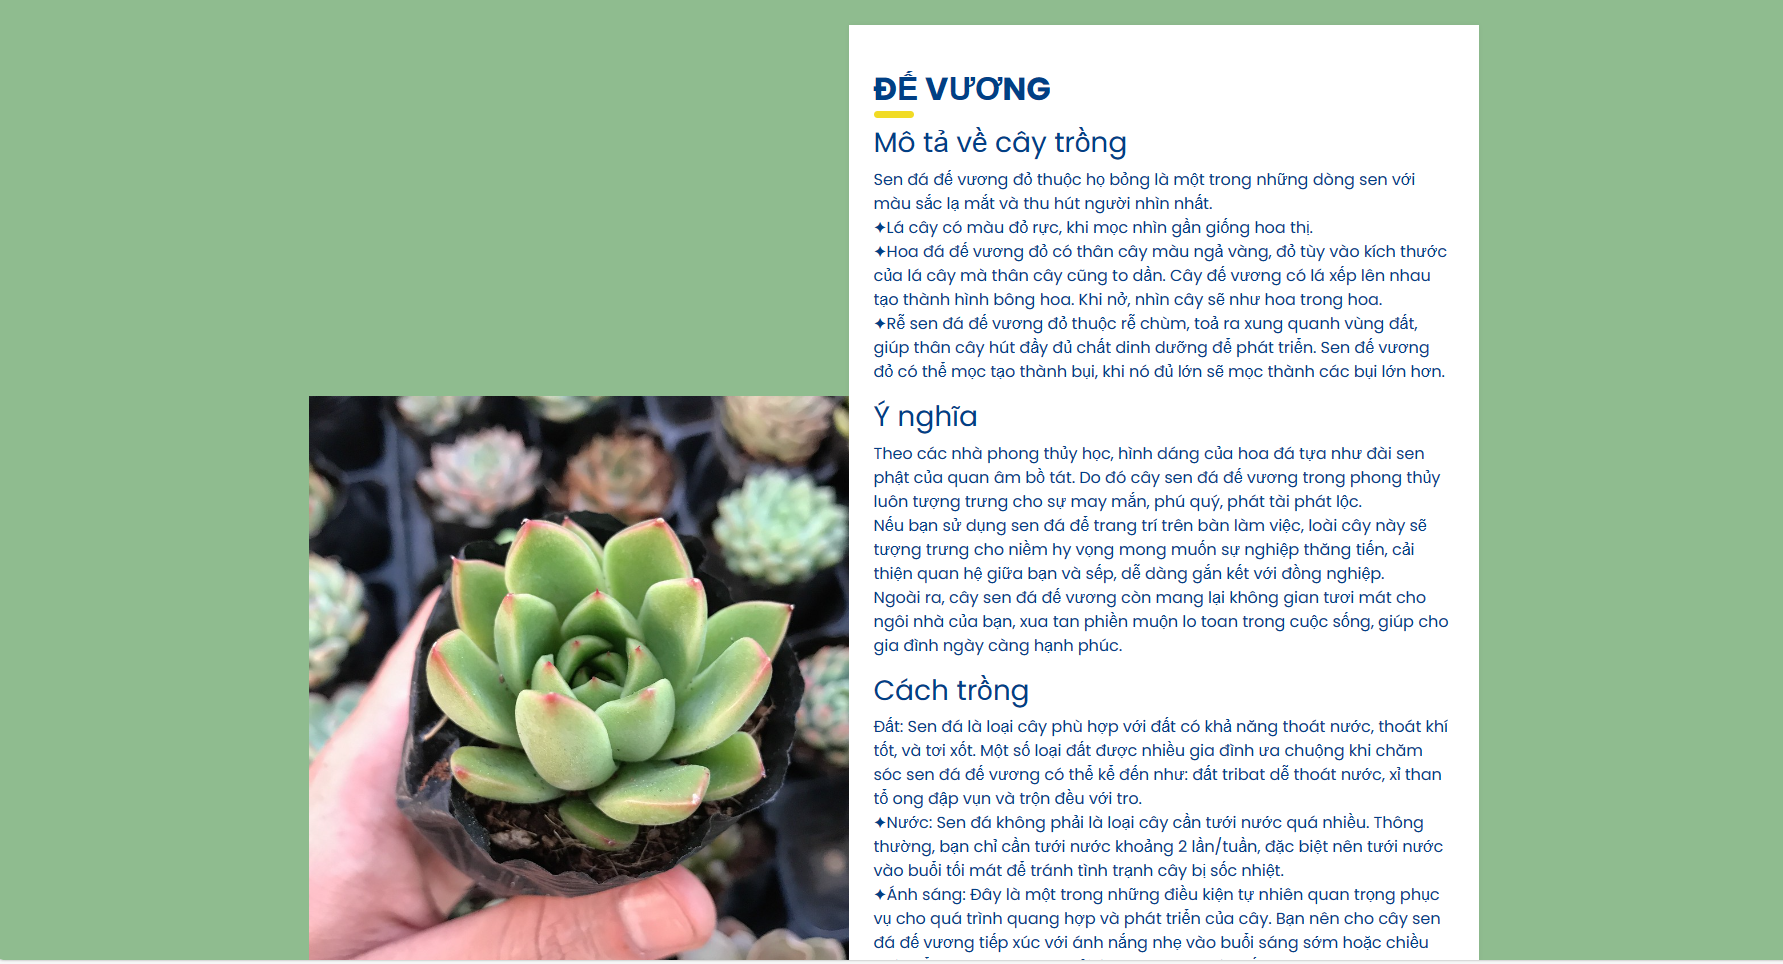 ĐẾ VƯƠNG
Mô tả về cây trồng
Sen đá đế vương đỏ thuộc họ bỏng là một trong những dòng sen với
màu sắc lạ mắt và thu hút người nhìn nhất.
✦Lá cây có màu đỏ rực, khi mọc nhìn gần giống hoa thị.
✦Hoa đá đế vương đỏ có thân cây màu ngả vàng, đỏ tùy vào kích thước
của lá cây mà thân cây cũng to dần. Cây đế vương có lá xếp lên nhau
tạo thành hình bông hoa. Khi nở, nhìn cây sẽ như hoa trong hoa.
✦Rễ sen đá đế vương đỏ thuộc rễ chùm, toả ra xung quanh vùng đất,
giúp thân cây hút đầy đủ chất dinh dưỡng để phát triển. Sen đế vương
đỏ có thể mọc tạo thành bụi, khi nó đủ lớn sẽ mọc thành các bụi lớn hơn.
Ý nghĩa
Theo các nhà phong thủy học, hình dáng của hoa đá tựa như đài sen
phật của quan âm bồ tát. Do đó cây sen đá đế vương trong phong thủy
luôn tượng trưng cho sự may mắn, phú quý, phát tài phát lộc.
Nếu bạn sử dụng sen đá để trang trí trên bàn làm việc, loài cây này sẽ
tượng trưng cho niềm hy vọng mong muốn sự nghiệp thăng tiến, cải
thiện quan hệ giữa bạn và sếp, dễ dàng gắn kết với đồng nghiệp.
Ngoài ra, cây sen đá đế vương còn mang lại không gian tươi mát cho
ngôi nhà của bạn, xua tan phiền muộn lo toan trong cuộc sống, giúp cho
gia đình ngày càng hạnh phúc.
Cách trồng
Đất: Sen đá là loại cây phù hợp với đất có khả năng thoát nước, thoát khí
tốt, và tơi xốt. Một số loại đất được nhiều gia đình ưa chuộng khi chăm
sóc sen đá đế vương có thể kể đến như: đất tribat dễ thoát nước, xỉ than
tổ ong đập vụn và trộn đều với tro.
✦Nước: Sen đá không phải là loại cây cần tưới nước quá nhiều. Thông
thường, bạn chỉ cần tưới nước khoảng 2 lần/tuần, đặc biệt nên tưới nước
vào buổi tối mát để tránh tình trạnh cây bị sốc nhiệt.
✦Ánh sáng: Đây là một trong những điều kiện tự nhiên quan trọng phục
vụ cho quá trình quang hợp và phát triển của cây. Bạn nên cho cây sen
đá đế vương tiếp xúc với ánh nắng nhẹ vào buổi sáng sớm hoặc chiều